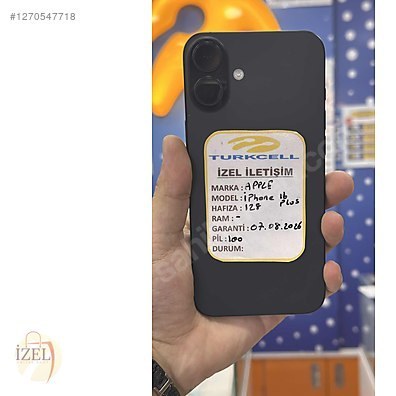 #1270547718
TURKCELL
İZEL İLETİŞİM
MARKA : APPLE
MODEL : iPhone 16 Plus
HAFIZA : 128
RAM : -
GARANTİ : 07.08.2026
PİL : 100
DURUM:
İZEL